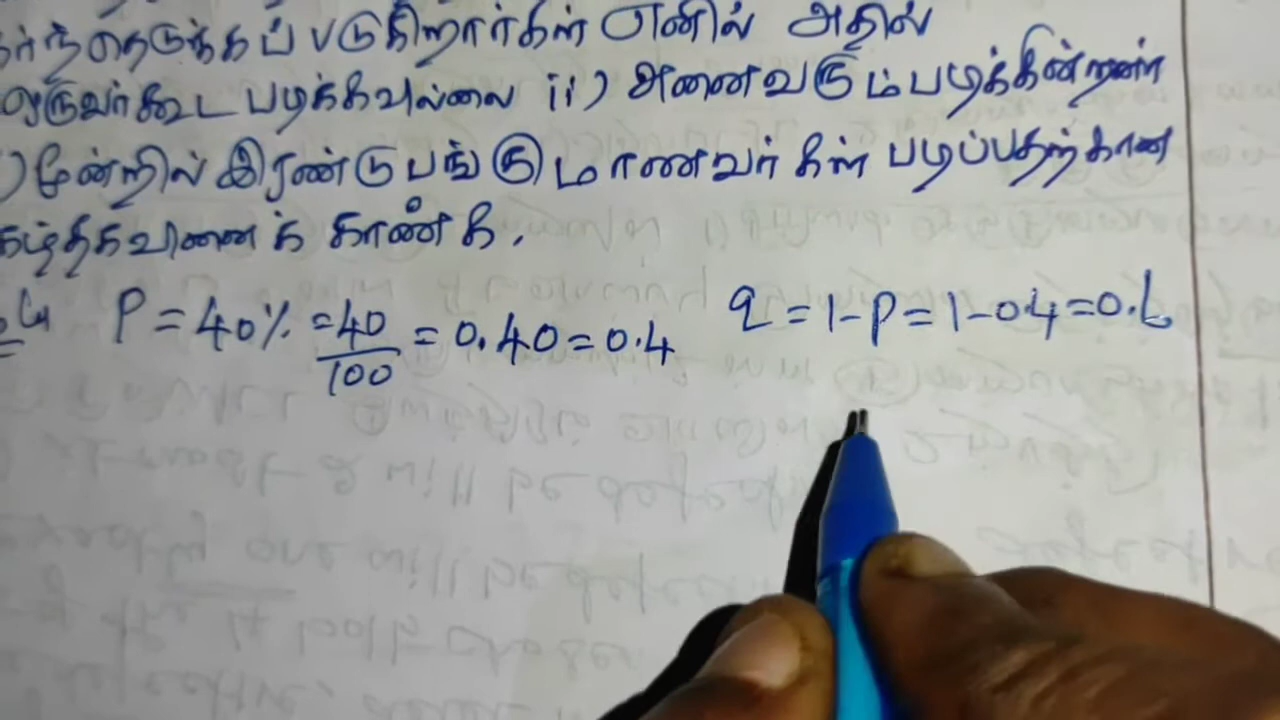 தேர்ந்தெடுக்கப் படுகிறார்கள் எனில் அதில்
ஒருவர்கூட படிக்கவில்லை ii) அனைவரும் படிக்கின்றனர்
) மூன்றில் இரண்டு பங்கு மாணவர்கள் படிப்பதற்கான
நிகழ்தகவினைக் காண்க.
P = 40% = 40/100 = 0.40 = 0.4 q = 1-P = 1-0.4 = 0.6